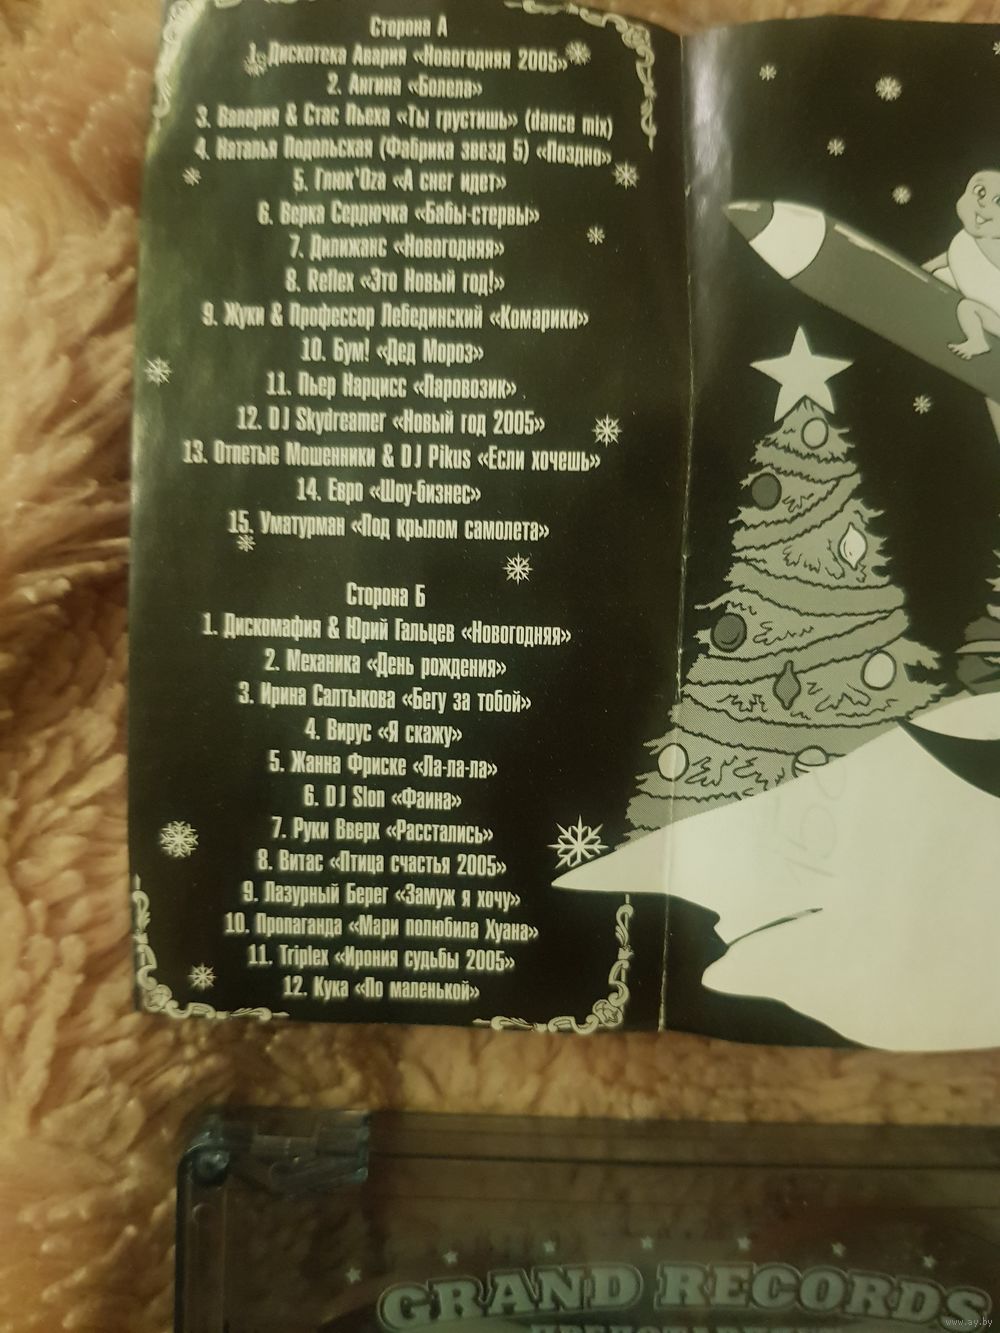 Сторона А
1. Дискотека Авария «Новогодняя 2005»
2. Ангина «Болела»
3. Валерия & Стас Пьеха «Ты грустишь» (dance mix)
4. Наталья Подольская (Фабрика звезд 5) «Поздно»
5. Глюк'Oza «А снег идет»
6. Верка Сердючка «Бабы-стервы»
7. Дилижанс «Новогодняя»
8. Reflex «Это Новый год!»
9. Жуки & Профессор Лебединский «Комарики»
10. Бум! «Дед Мороз»
11. Пьер Нарцисс «Паровозик»
12. DJ Skydreamer «Новый год 2005»
13. Отпетые Мошенники & DJ Pikus «Если хочешь»
14. Евро «Шоу-бизнес»
15. Уматурман «Под крылом самолета»
Сторона Б
1. Дискомафия & Юрий Гальцев «Новогодняя»
2. Механика «День рождения»
3. Ирина Салтыкова «Бегу за тобой»
4. Вирус «Я скажу»
5. Жанна Фриске «Ла-ла-ла»
6. DJ Slon «Фаина»
7. Руки Вверх «Расстались»
8. Витас «Птица счастья 2005»
9. Лазурный Берег «Замуж я хочу»
10. Пропаганда «Мари полюбила Хуана»
11. Triplex «Ирония судьбы 2005»
12. Кука «По маленькой»
GRAND RECORDS
www.ay.by